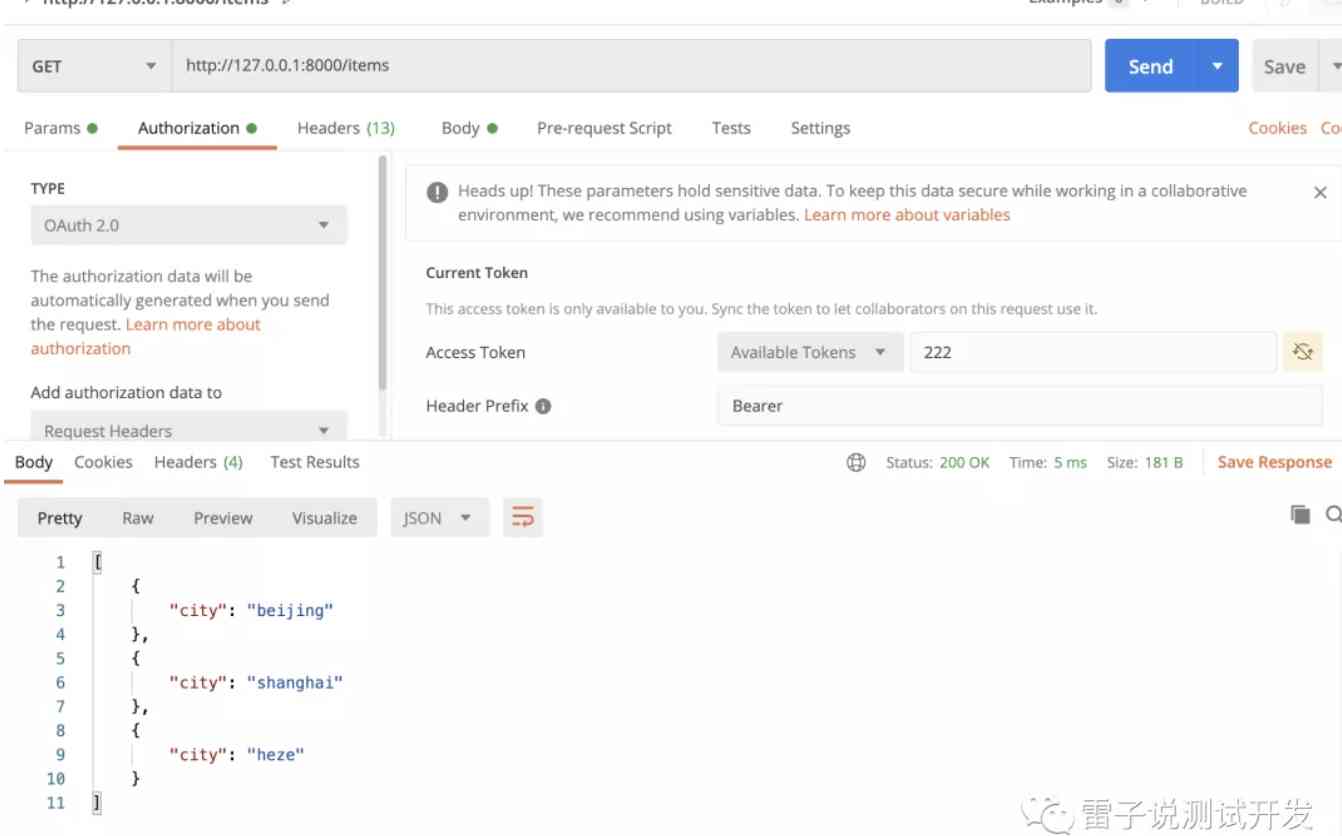 http://127.0.0.1:8000/items Examples 0 BUILD
GET http://127.0.0.1:8000/items Send Save
Params Authorization Headers (13) Body Pre-request Script Tests Settings Cookies Co
TYPE
OAuth 2.0
The authorization data will be
automatically generated when you send
the request. Learn more about
authorization
Add authorization data to
Request Headers
Heads up! These parameters hold sensitive data. To keep this data secure while working in a collaborative
environment, we recommend using variables. Learn more about variables
Current Token
This access token is only available to you. Sync the token to let collaborators on this request use it.
Access Token Available Tokens 222
Header Prefix Bearer
Body Cookies Headers (4) Test Results Status: 200 OK Time: 5 ms Size: 181 B Save Response
Pretty Raw Preview Visualize JSON
1 [
2 {
3 "city": "beijing"
4 },
5 {
6 "city": "shanghai"
7 },
8 {
9 "city": "heze"
10 }
11 ]
雷子说测试开发